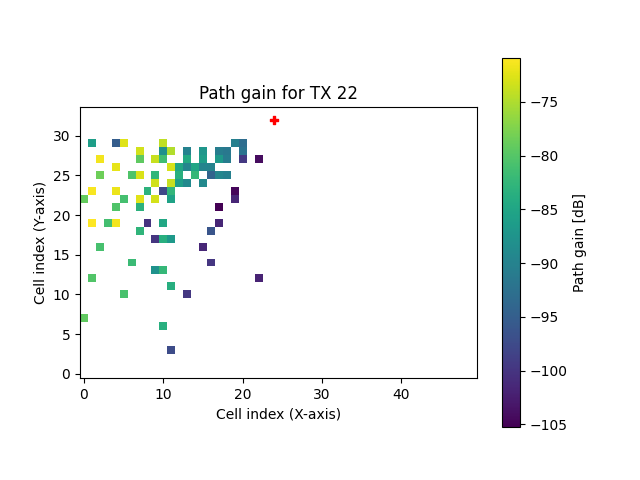 Path gain for TX 22
Cell index (Y-axis)
30
25
20
15
10
5
0
0 10 20 30 40
Cell index (X-axis)
−75
−80
−85
−90
−95
−100
−105
Path gain [dB]